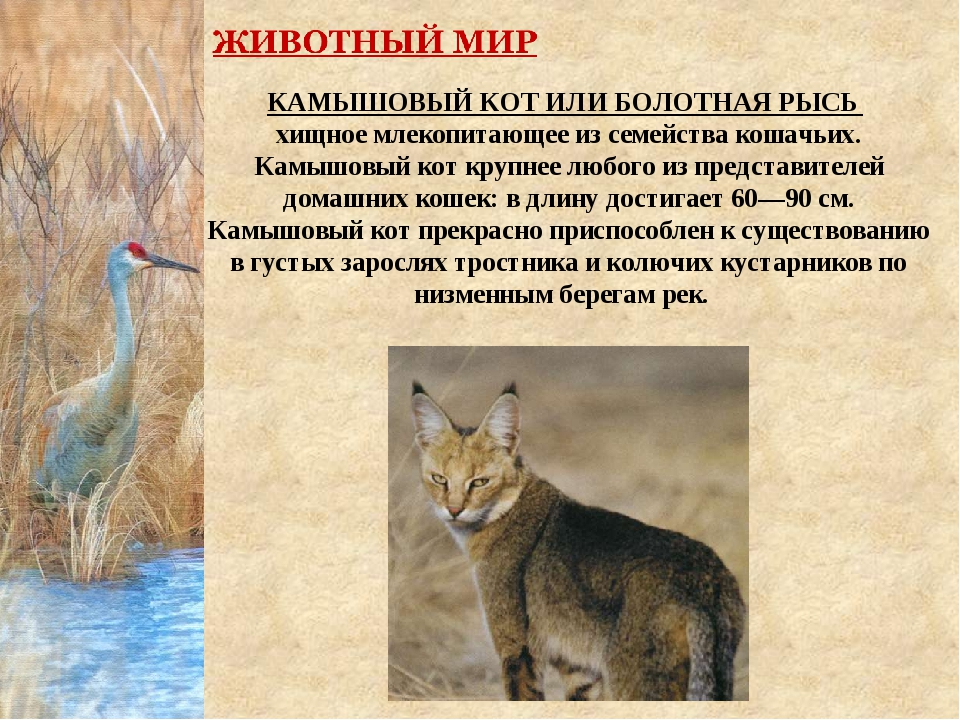 ЖИВОТНЫЙ МИР
КАМЫШОВЫЙ КОТ ИЛИ БОЛОТНАЯ РЫСЬ
хищное млекопитающее из семейства кошачьих.
Камышовый кот крупнее любого из представителей
домашних кошек: в длину достигает 60—90 см.
Камышовый кот прекрасно приспособлен к существованию
в густых зарослях тростника и колючих кустарников по
низменным берегам рек.